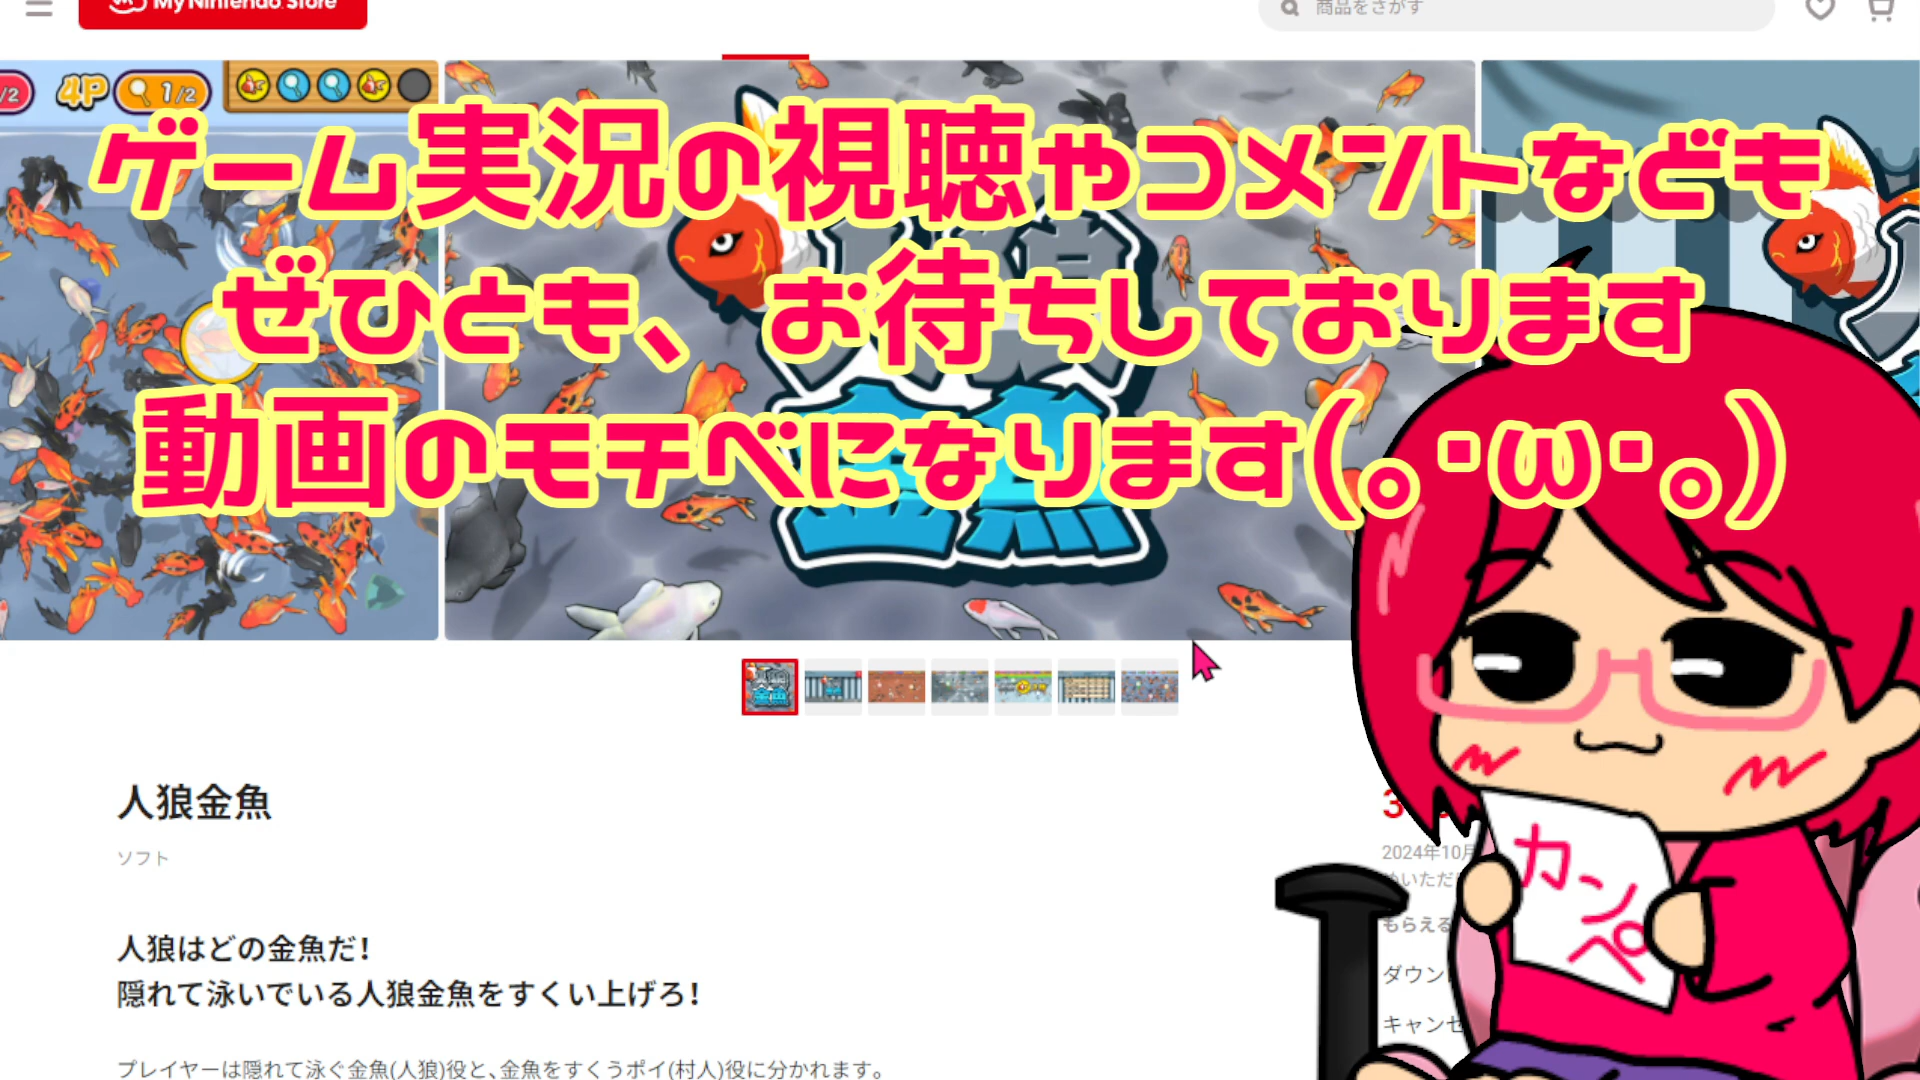 My Nintendo Store
商品をさがす
/2
4P
1/2
ゲーム実況の視聴やコメントなども
ぜひとも、お待ちしております
動画のモチベになります(｡･ω･｡)
金魚
人狼金魚
ソフト
2024年10月
もらえる
ダウン
キャンセ
人狼はどの金魚だ！
隠れて泳いでいる人狼金魚をすくい上げろ！
プレイヤーは隠れて泳ぐ金魚(人狼)役と、金魚をすくうポイ(村人)役に分かれます。
カンペ